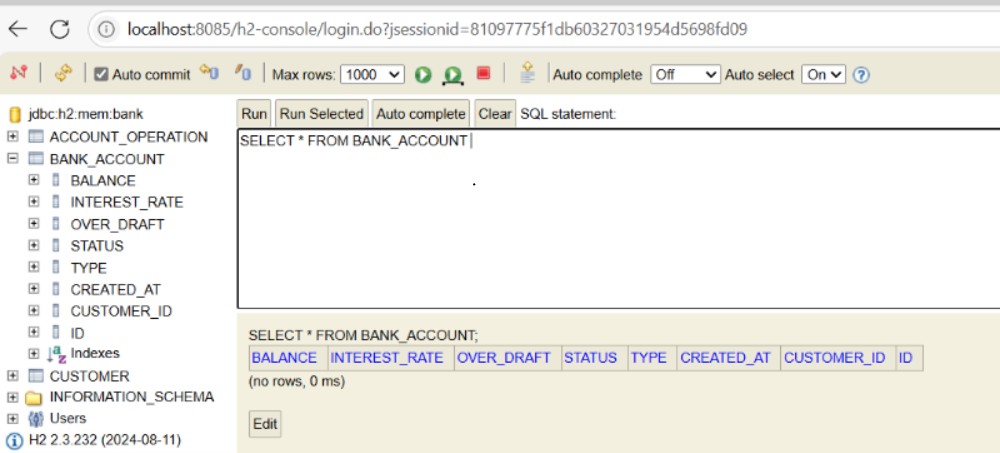 localhost:8085/h2-console/login.do?jsessionid=81097775f1db60327031954d5698fd09
Auto commit Max rows: 1000 Auto complete Off Auto select On
jdbc:h2:mem:bank
ACCOUNT_OPERATION
BANK_ACCOUNT
BALANCE
INTEREST_RATE
OVER_DRAFT
STATUS
TYPE
CREATED_AT
CUSTOMER_ID
ID
Indexes
CUSTOMER
INFORMATION_SCHEMA
Users
H2 2.3.232 (2024-08-11)
Run Run Selected Auto complete Clear SQL statement:
SELECT * FROM BANK_ACCOUNT
SELECT * FROM BANK_ACCOUNT;
BALANCE INTEREST_RATE OVER_DRAFT STATUS TYPE CREATED_AT CUSTOMER_ID ID
(no rows, 0 ms)
Edit